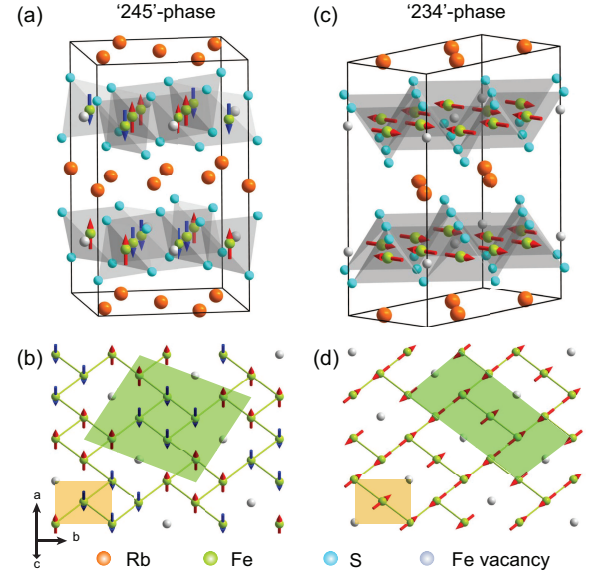 (a) '245'-phase (c) '234'-phase
(b) (d)
a
b
c
Rb Fe S Fe vacancy